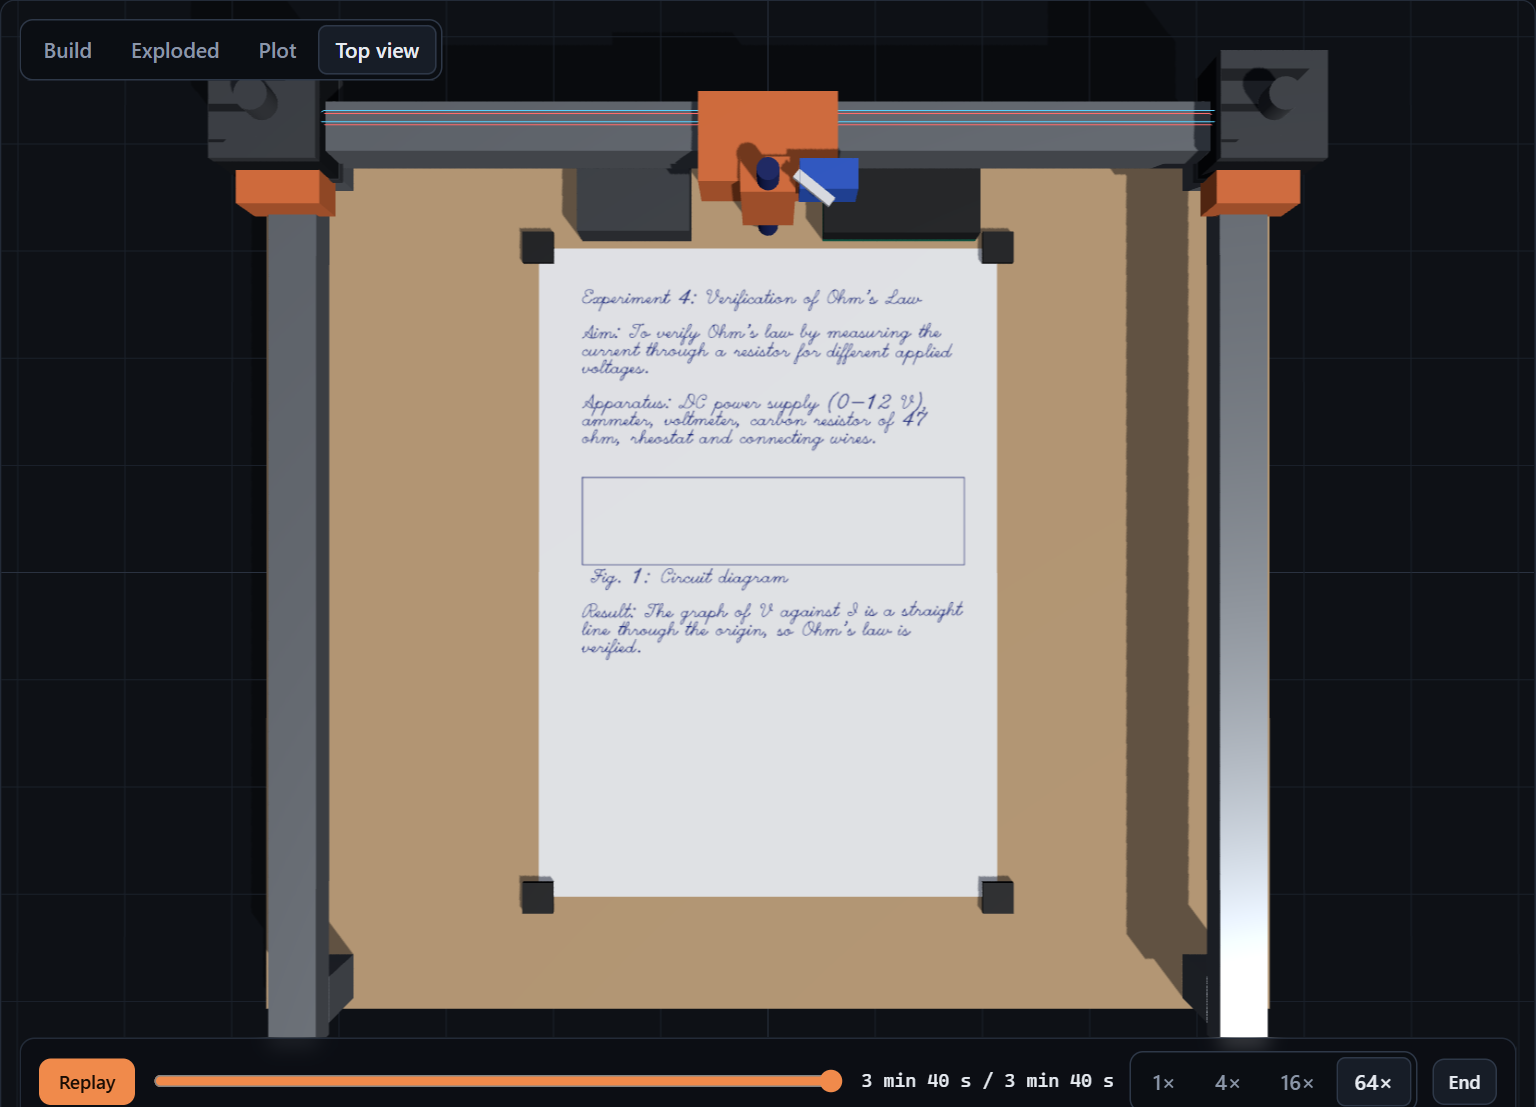 Build Exploded Plot Top view
Experiment 4: Verification of Ohm's Law
Aim: To verify Ohm's law by measuring the
current through a resistor for different applied
voltages.
Apparatus: DC power supply (0-12 V),
ammeter, voltmeter, carbon resistor of 47
ohm, rheostat and connecting wires.
Fig. 1: Circuit diagram
Result: The graph of V against I is a straight
line through the origin, so Ohm's law is
verified.
Replay 3 min 40 s / 3 min 40 s 1× 4× 16× 64× End